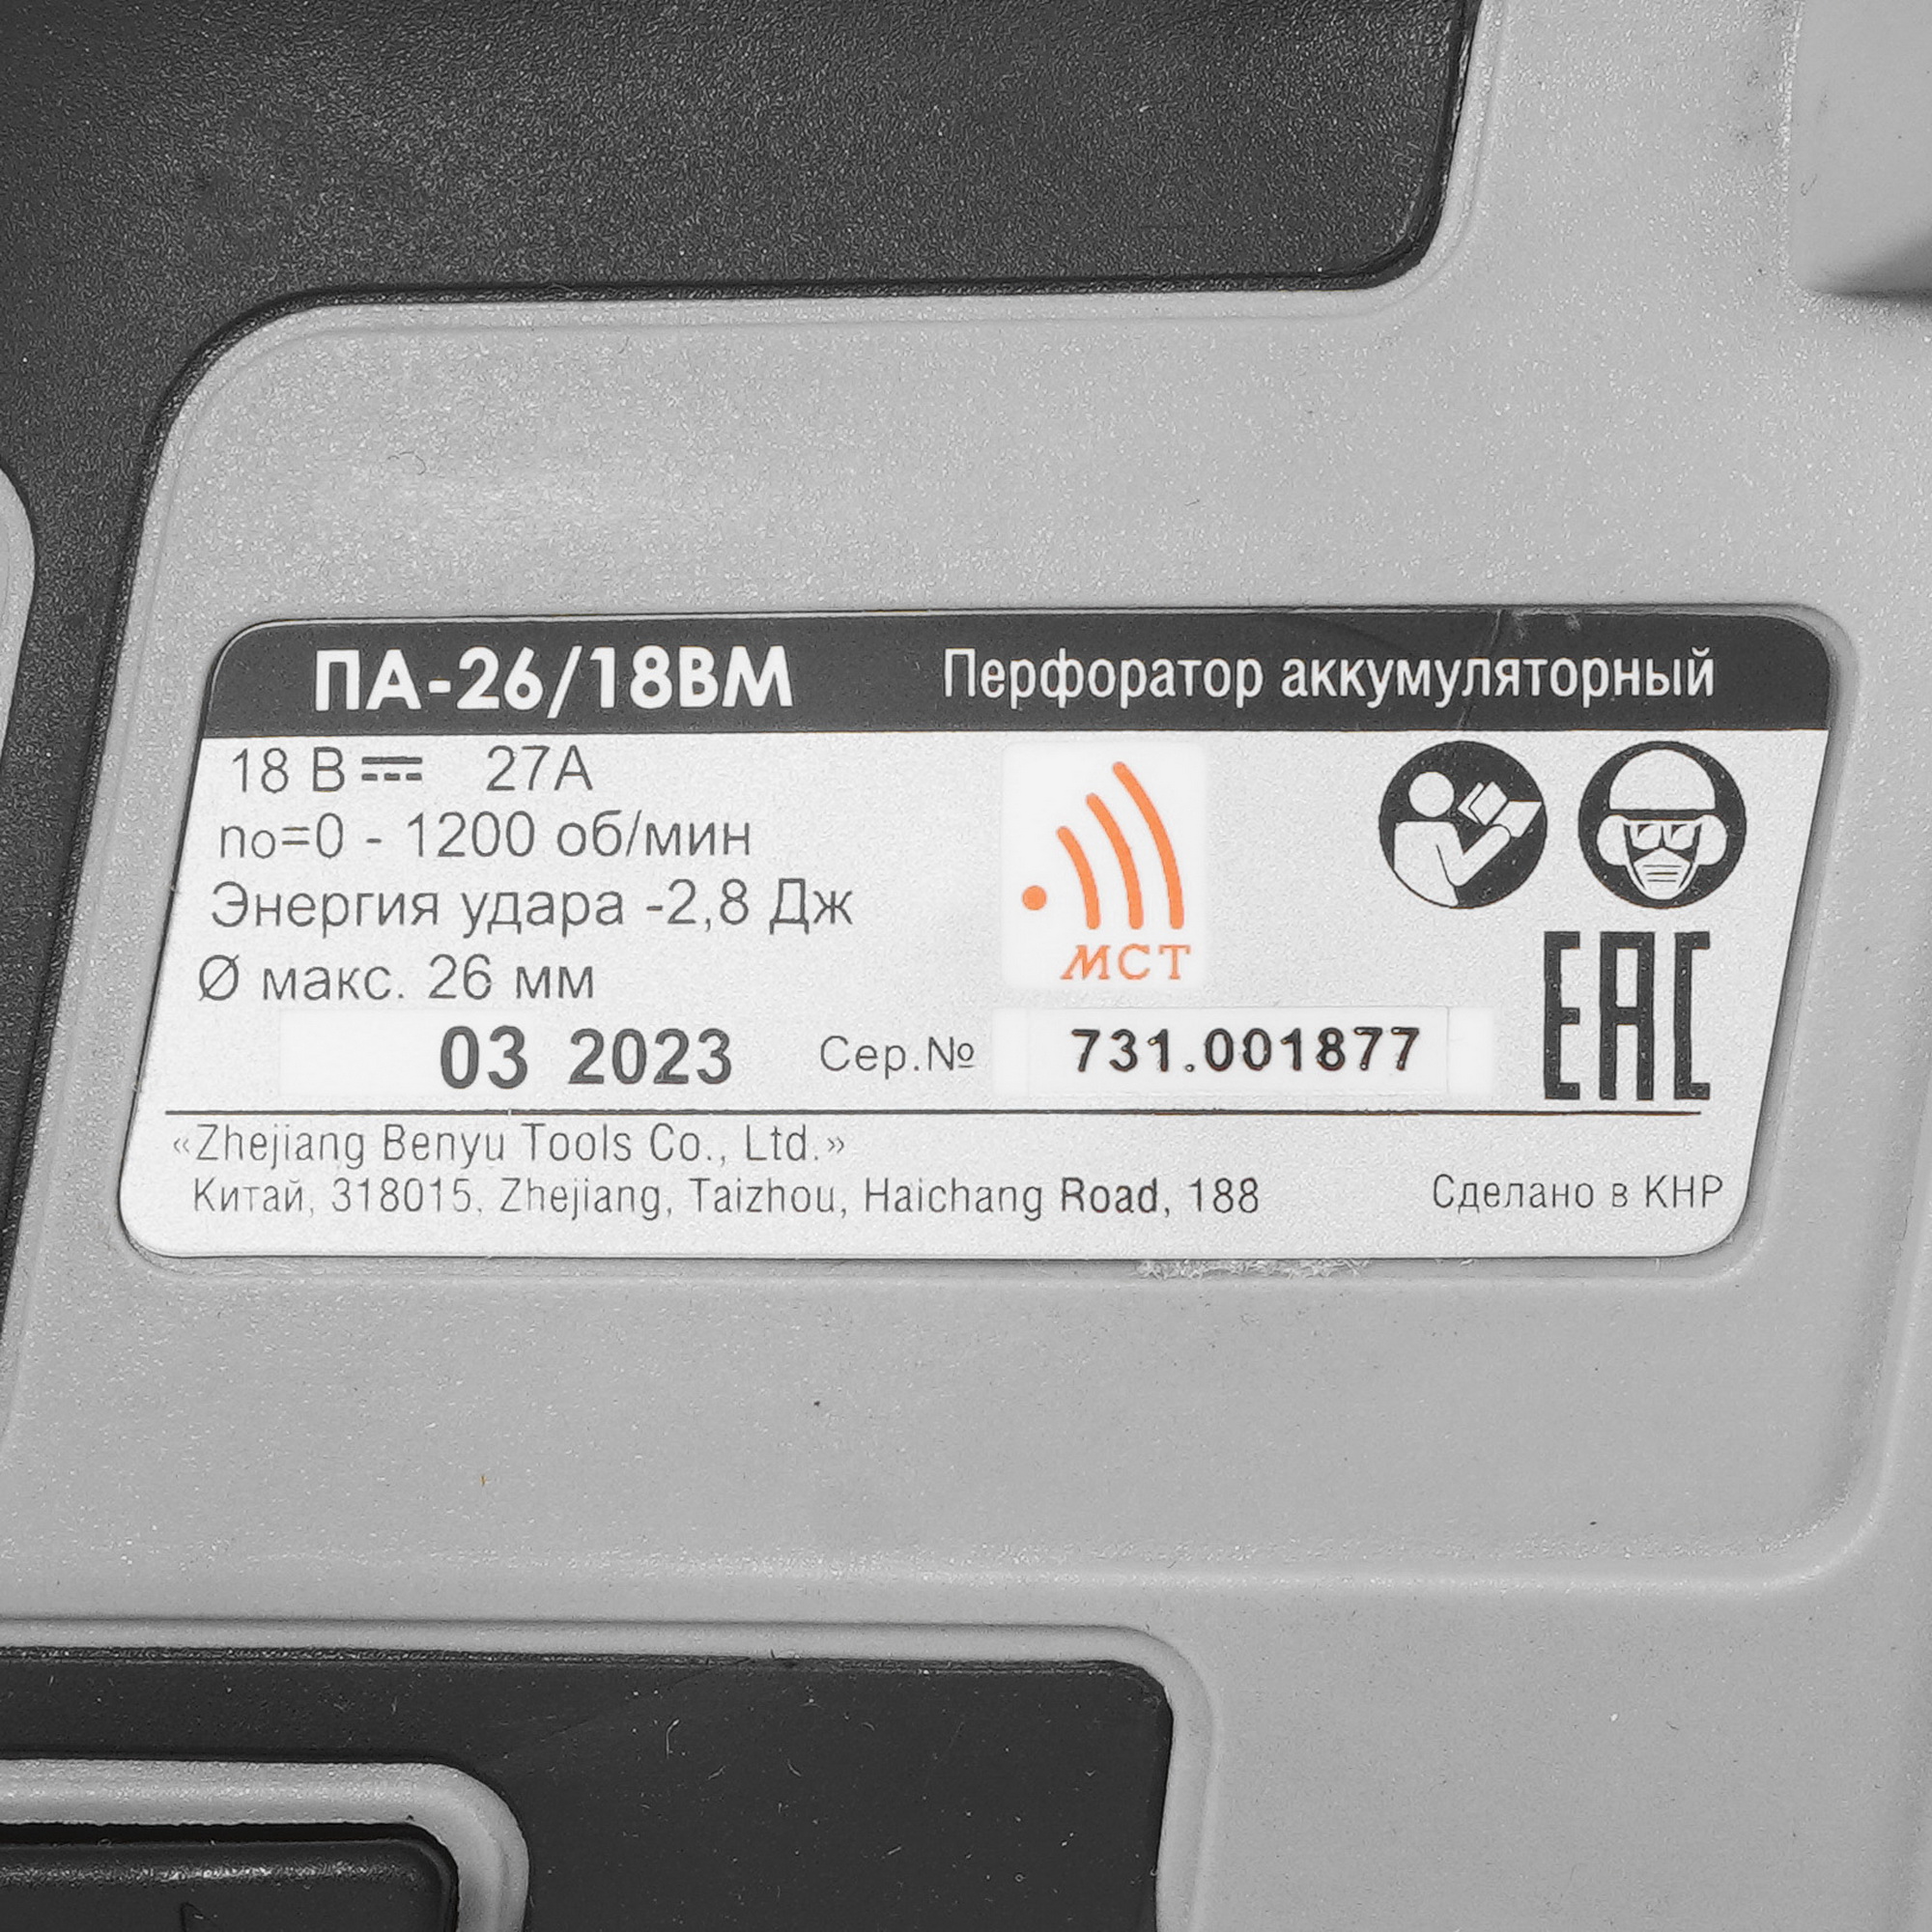 ПА-26/18ВМ Перфоратор аккумуляторный
18 В 27А
n₀=0 - 1200 об/мин
Энергия удара -2,8 Дж
Ø макс. 26 мм
МСТ
ЕАС
03 2023 Сер.№ 731.001877
«Zhejiang Benyu Tools Co., Ltd.»
Китай, 318015. Zhejiang, Taizhou, Haichang Road, 188
Сделано в КНР